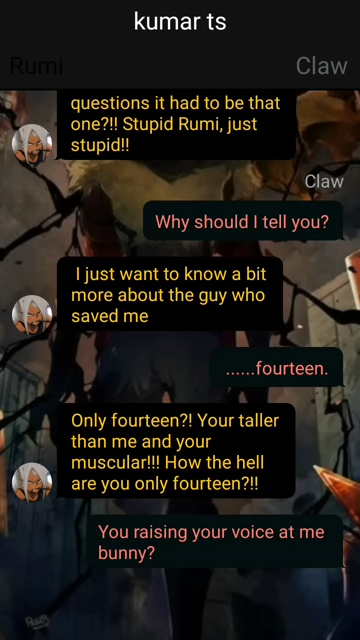 kumar ts
Rumi
Claw
questions it had to be that
one?!! Stupid Rumi, just
stupid!!
Claw
Why should I tell you?
I just want to know a bit
more about the guy who
saved me
......fourteen.
Only fourteen?! Your taller
than me and your
muscular!!! How the hell
are you only fourteen?!!
You raising your voice at me
bunny?